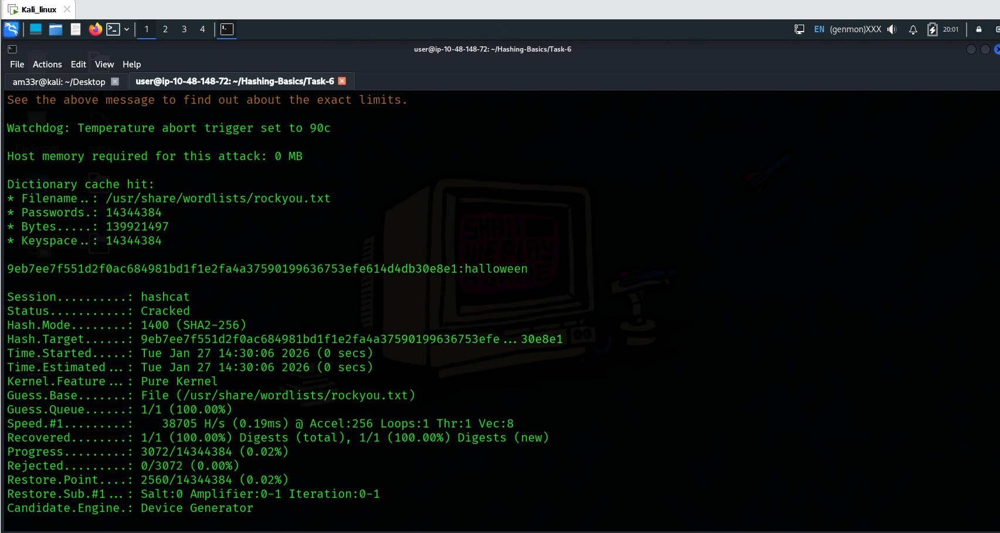 Kali_linux
1 2 3 4
EN (genmon)XXX 20:01
user@ip-10-48-148-72: ~/Hashing-Basics/Task-6
File Actions Edit View Help
am33r@kali: ~/Desktop user@ip-10-48-148-72: ~/Hashing-Basics/Task-6
See the above message to find out about the exact limits.
Watchdog: Temperature abort trigger set to 90c
Host memory required for this attack: 0 MB
Dictionary cache hit:
* Filename..: /usr/share/wordlists/rockyou.txt
* Passwords.: 14344384
* Bytes.....: 139921497
* Keyspace..: 14344384
9eb7ee7f551d2f0ac684981bd1f1e2fa4a37590199636753efe614d4db30e8e1:halloween
Session..........: hashcat
Status...........: Cracked
Hash.Mode........: 1400 (SHA2-256)
Hash.Target......: 9eb7ee7f551d2f0ac684981bd1f1e2fa4a37590199636753efe...30e8e1
Time.Started.....: Tue Jan 27 14:30:06 2026 (0 secs)
Time.Estimated...: Tue Jan 27 14:30:06 2026 (0 secs)
Kernel.Feature...: Pure Kernel
Guess.Base.......: File (/usr/share/wordlists/rockyou.txt)
Guess.Queue......: 1/1 (100.00%)
Speed.#1.........:    38705 H/s (0.19ms) @ Accel:256 Loops:1 Thr:1 Vec:8
Recovered........: 1/1 (100.00%) Digests (total), 1/1 (100.00%) Digests (new)
Progress.........: 3072/14344384 (0.02%)
Rejected.........: 0/3072 (0.00%)
Restore.Point....: 2560/14344384 (0.02%)
Restore.Sub.#1...: Salt:0 Amplifier:0-1 Iteration:0-1
Candidate.Engine.: Device Generator
SHALL
WE PLAY
A GAME